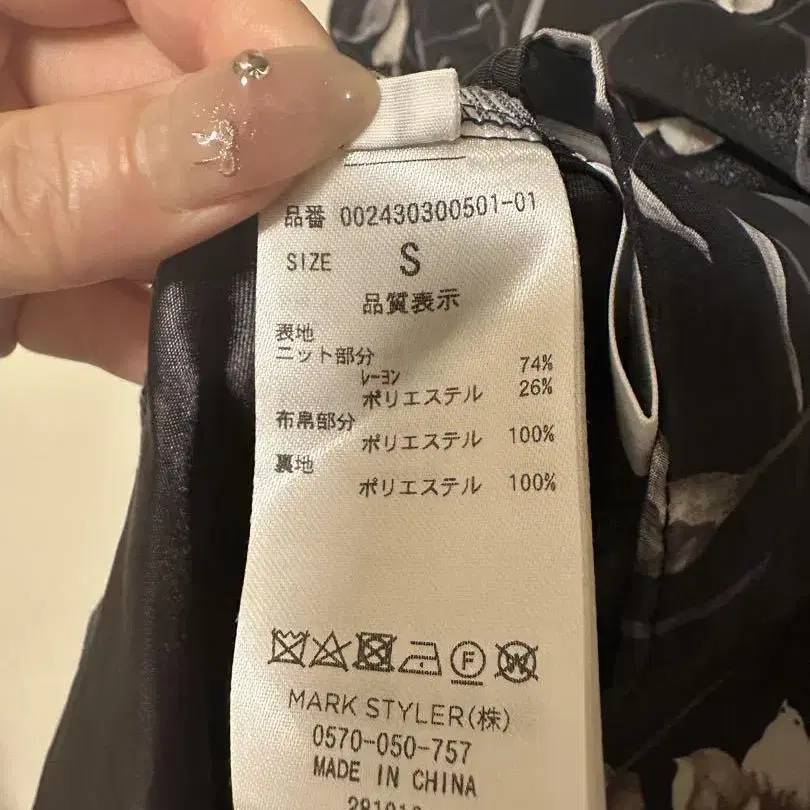 品番 002430300501-01
SIZE S
品質表示
表地
ニット部分
レーヨン 74%
ポリエステル 26%
布帛部分
ポリエステル 100%
裏地
ポリエステル 100%
F W
MARK STYLER(株)
0570-050-757
MADE IN CHINA